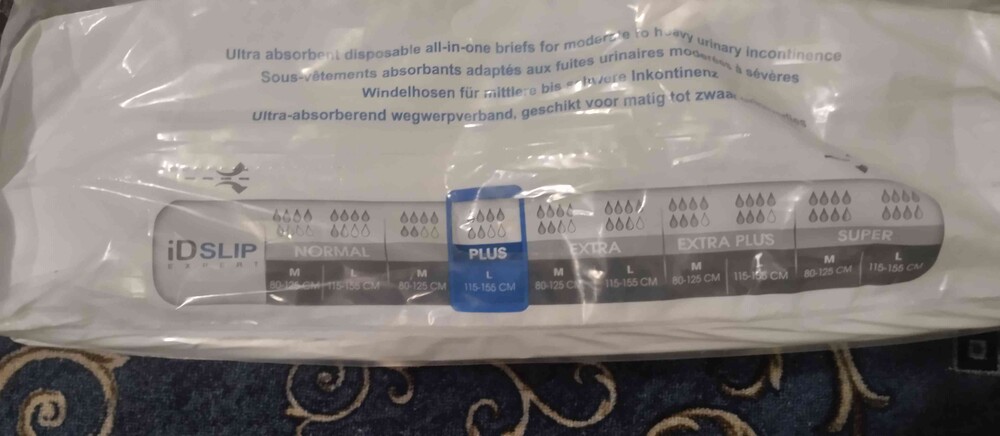 Ultra absorbent disposable all-in-one briefs for moderate to heavy urinary incontinence
Sous-vêtements absorbants adaptés aux fuites urinaires modérées à sévères
Windelhosen für mittlere bis schwere Inkontinenz
Ultra-absorberend wegwerpverband, geschikt voor matig tot
iD SLIP
EXPERT
NORMAL PLUS EXTRA EXTRA PLUS SUPER
M L M L M L M L M L
80-125 CM 115-155 CM 80-125 CM 115-155 CM 80-125 CM 115-155 CM 80-125 CM 115-155 CM 80-125 CM 115-155 CM